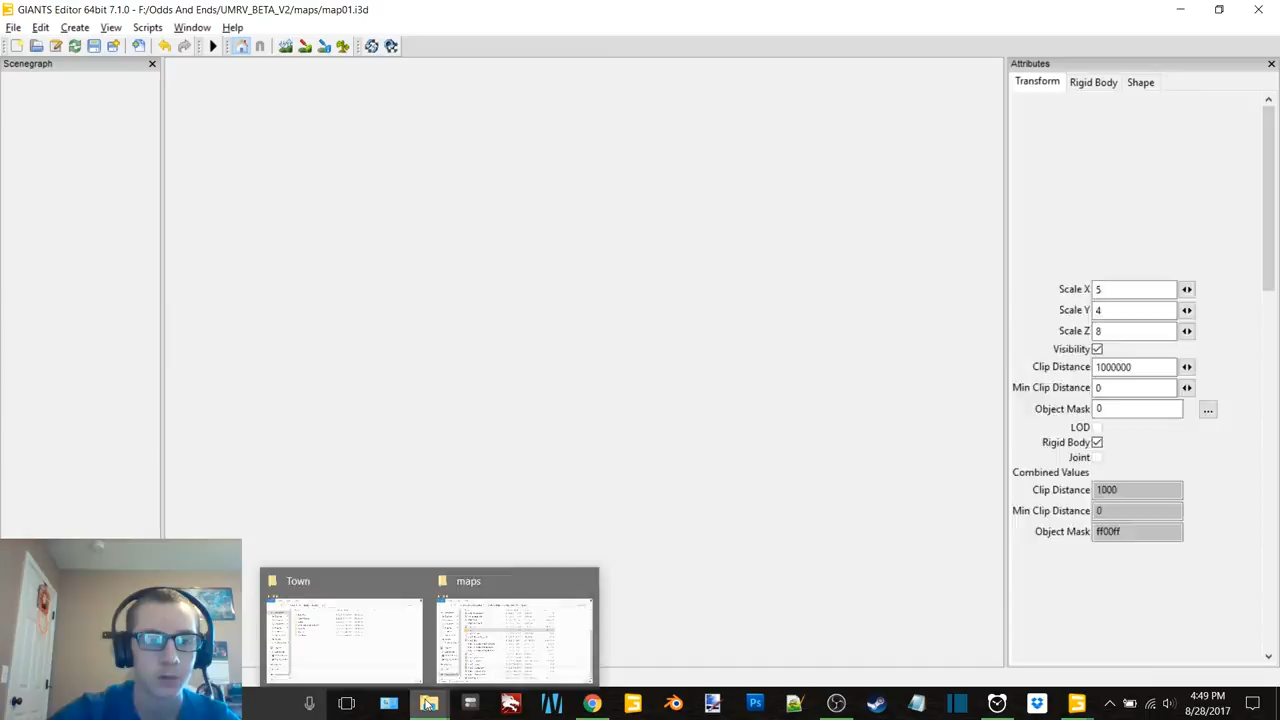 GIANTS Editor 64bit 7.1.0 - F:/Odds And Ends/UMRV_BETA_V2/maps/map01.i3d
File Edit Create View Scripts Window Help
Scenegraph
Attributes
Transform Rigid Body Shape
Scale X 5
Scale Y 4
Scale Z 8
Visibility
Clip Distance 1000000
Min Clip Distance 0
Object Mask 0 ...
LOD
Rigid Body
Joint
Combined Values
Clip Distance 1000
Min Clip Distance 0
Object Mask ff00ff
Town
maps
4:49 PM
8/28/2017